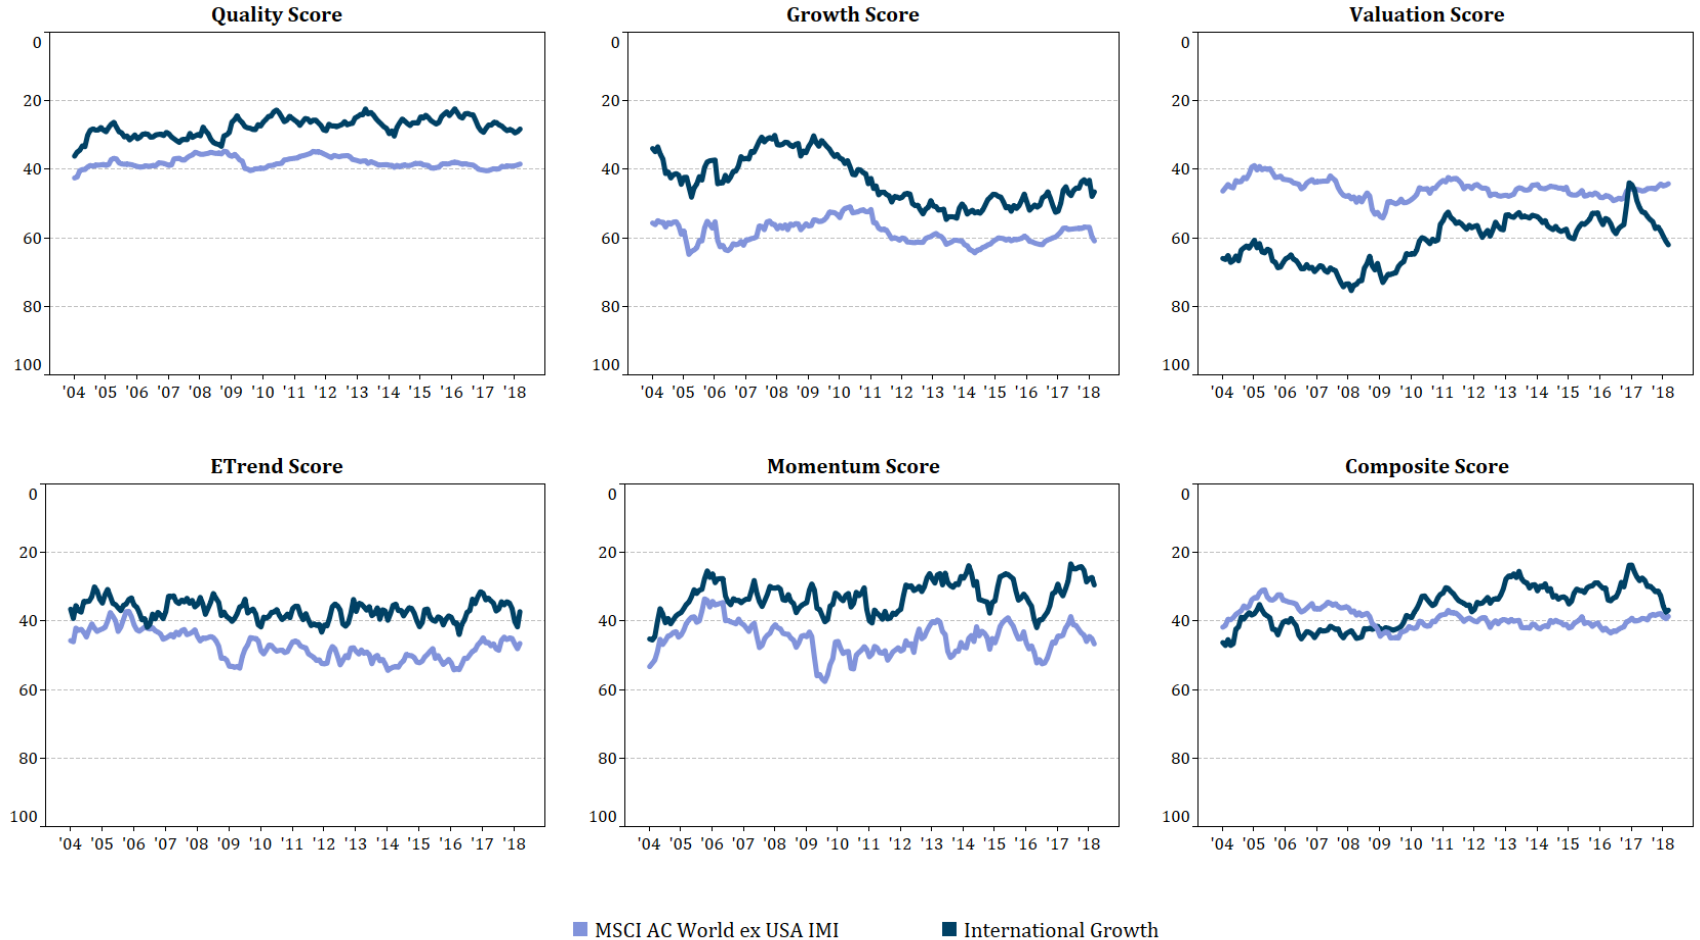 Quality Score
0
20
40
60
80
100
'04 '05 '06 '07 '08 '09 '10 '11 '12 '13 '14 '15 '16 '17 '18
Growth Score
0
20
40
60
80
100
'04 '05 '06 '07 '08 '09 '10 '11 '12 '13 '14 '15 '16 '17 '18
Valuation Score
0
20
40
60
80
100
'04 '05 '06 '07 '08 '09 '10 '11 '12 '13 '14 '15 '16 '17 '18
ETrend Score
0
20
40
60
80
100
'04 '05 '06 '07 '08 '09 '10 '11 '12 '13 '14 '15 '16 '17 '18
Momentum Score
0
20
40
60
80
100
'04 '05 '06 '07 '08 '09 '10 '11 '12 '13 '14 '15 '16 '17 '18
Composite Score
0
20
40
60
80
100
'04 '05 '06 '07 '08 '09 '10 '11 '12 '13 '14 '15 '16 '17 '18
MSCI AC World ex USA IMI
International Growth